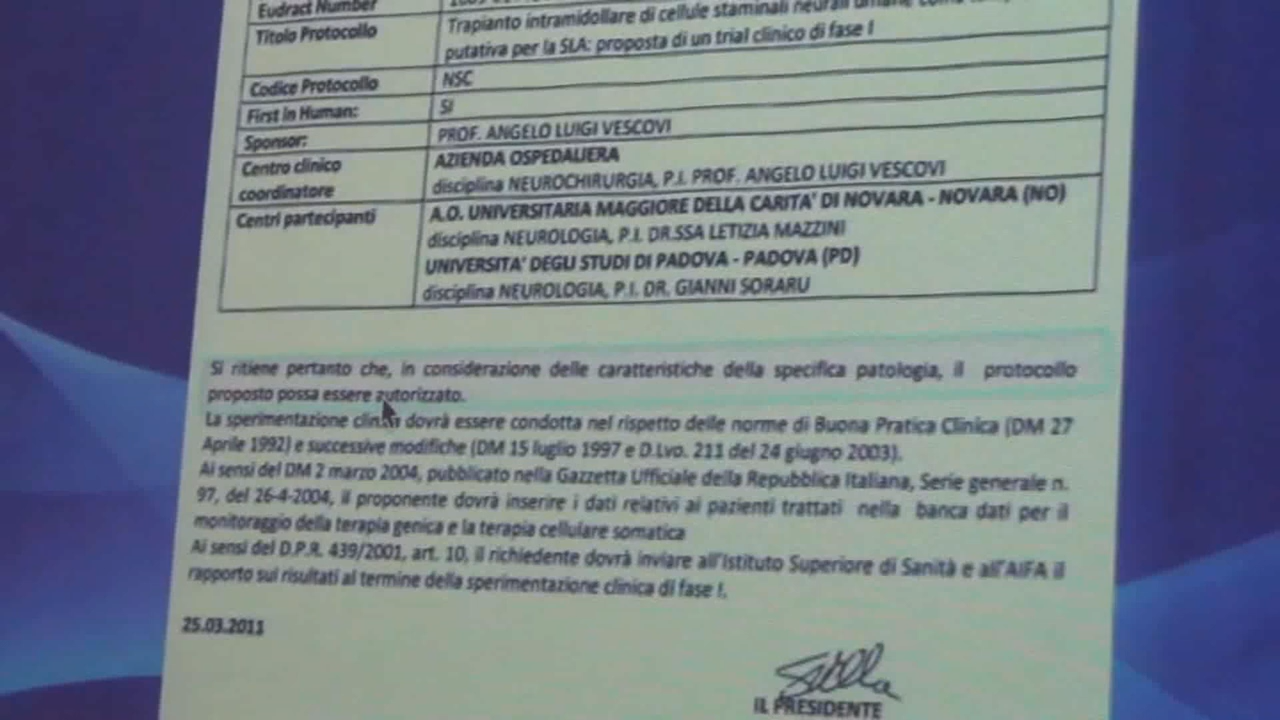 Eudract Number
Titolo Protocollo
Trapianto intramidollare di cellule staminali neurali umane come
putativa per la SLA: proposta di un trial clinico di fase I
Codice Protocollo
NSC
First in Human:
SI
Sponsor:
PROF. ANGELO LUIGI VESCOVI
Centro clinico
coordinatore
AZIENDA OSPEDALIERA
disciplina NEUROCHIRURGIA, P.I. PROF. ANGELO LUIGI VESCOVI
Centri partecipanti
A.O. UNIVERSITARIA MAGGIORE DELLA CARITA' DI NOVARA - NOVARA (NO)
disciplina NEUROLOGIA, P.I. DR.SSA LETIZIA MAZZINI
UNIVERSITA' DEGLI STUDI DI PADOVA - PADOVA (PD)
disciplina NEUROLOGIA, P.I. DR. GIANNI SORARU
Si ritiene pertanto che, in considerazione delle caratteristiche della specifica patologia, il protocollo
proposto possa essere autorizzato.
La sperimentazione clinica dovrà essere condotta nel rispetto delle norme di Buona Pratica Clinica (DM 27
Aprile 1992) e successive modifiche (DM 15 luglio 1997 e D.Lvo. 211 del 24 giugno 2003).
Ai sensi del DM 2 marzo 2004, pubblicato nella Gazzetta Ufficiale della Repubblica Italiana, Serie generale n.
97, del 26-4-2004, il proponente dovrà inserire i dati relativi ai pazienti trattati nella banca dati per il
monitoraggio della terapia genica e la terapia cellulare somatica
Ai sensi del D.P.R. 439/2001, art. 10, il richiedente dovrà inviare all'Istituto Superiore di Sanità e all'AIFA il
rapporto sui risultati al termine della sperimentazione clinica di fase I.
25.03.2011
IL PRESIDENTE